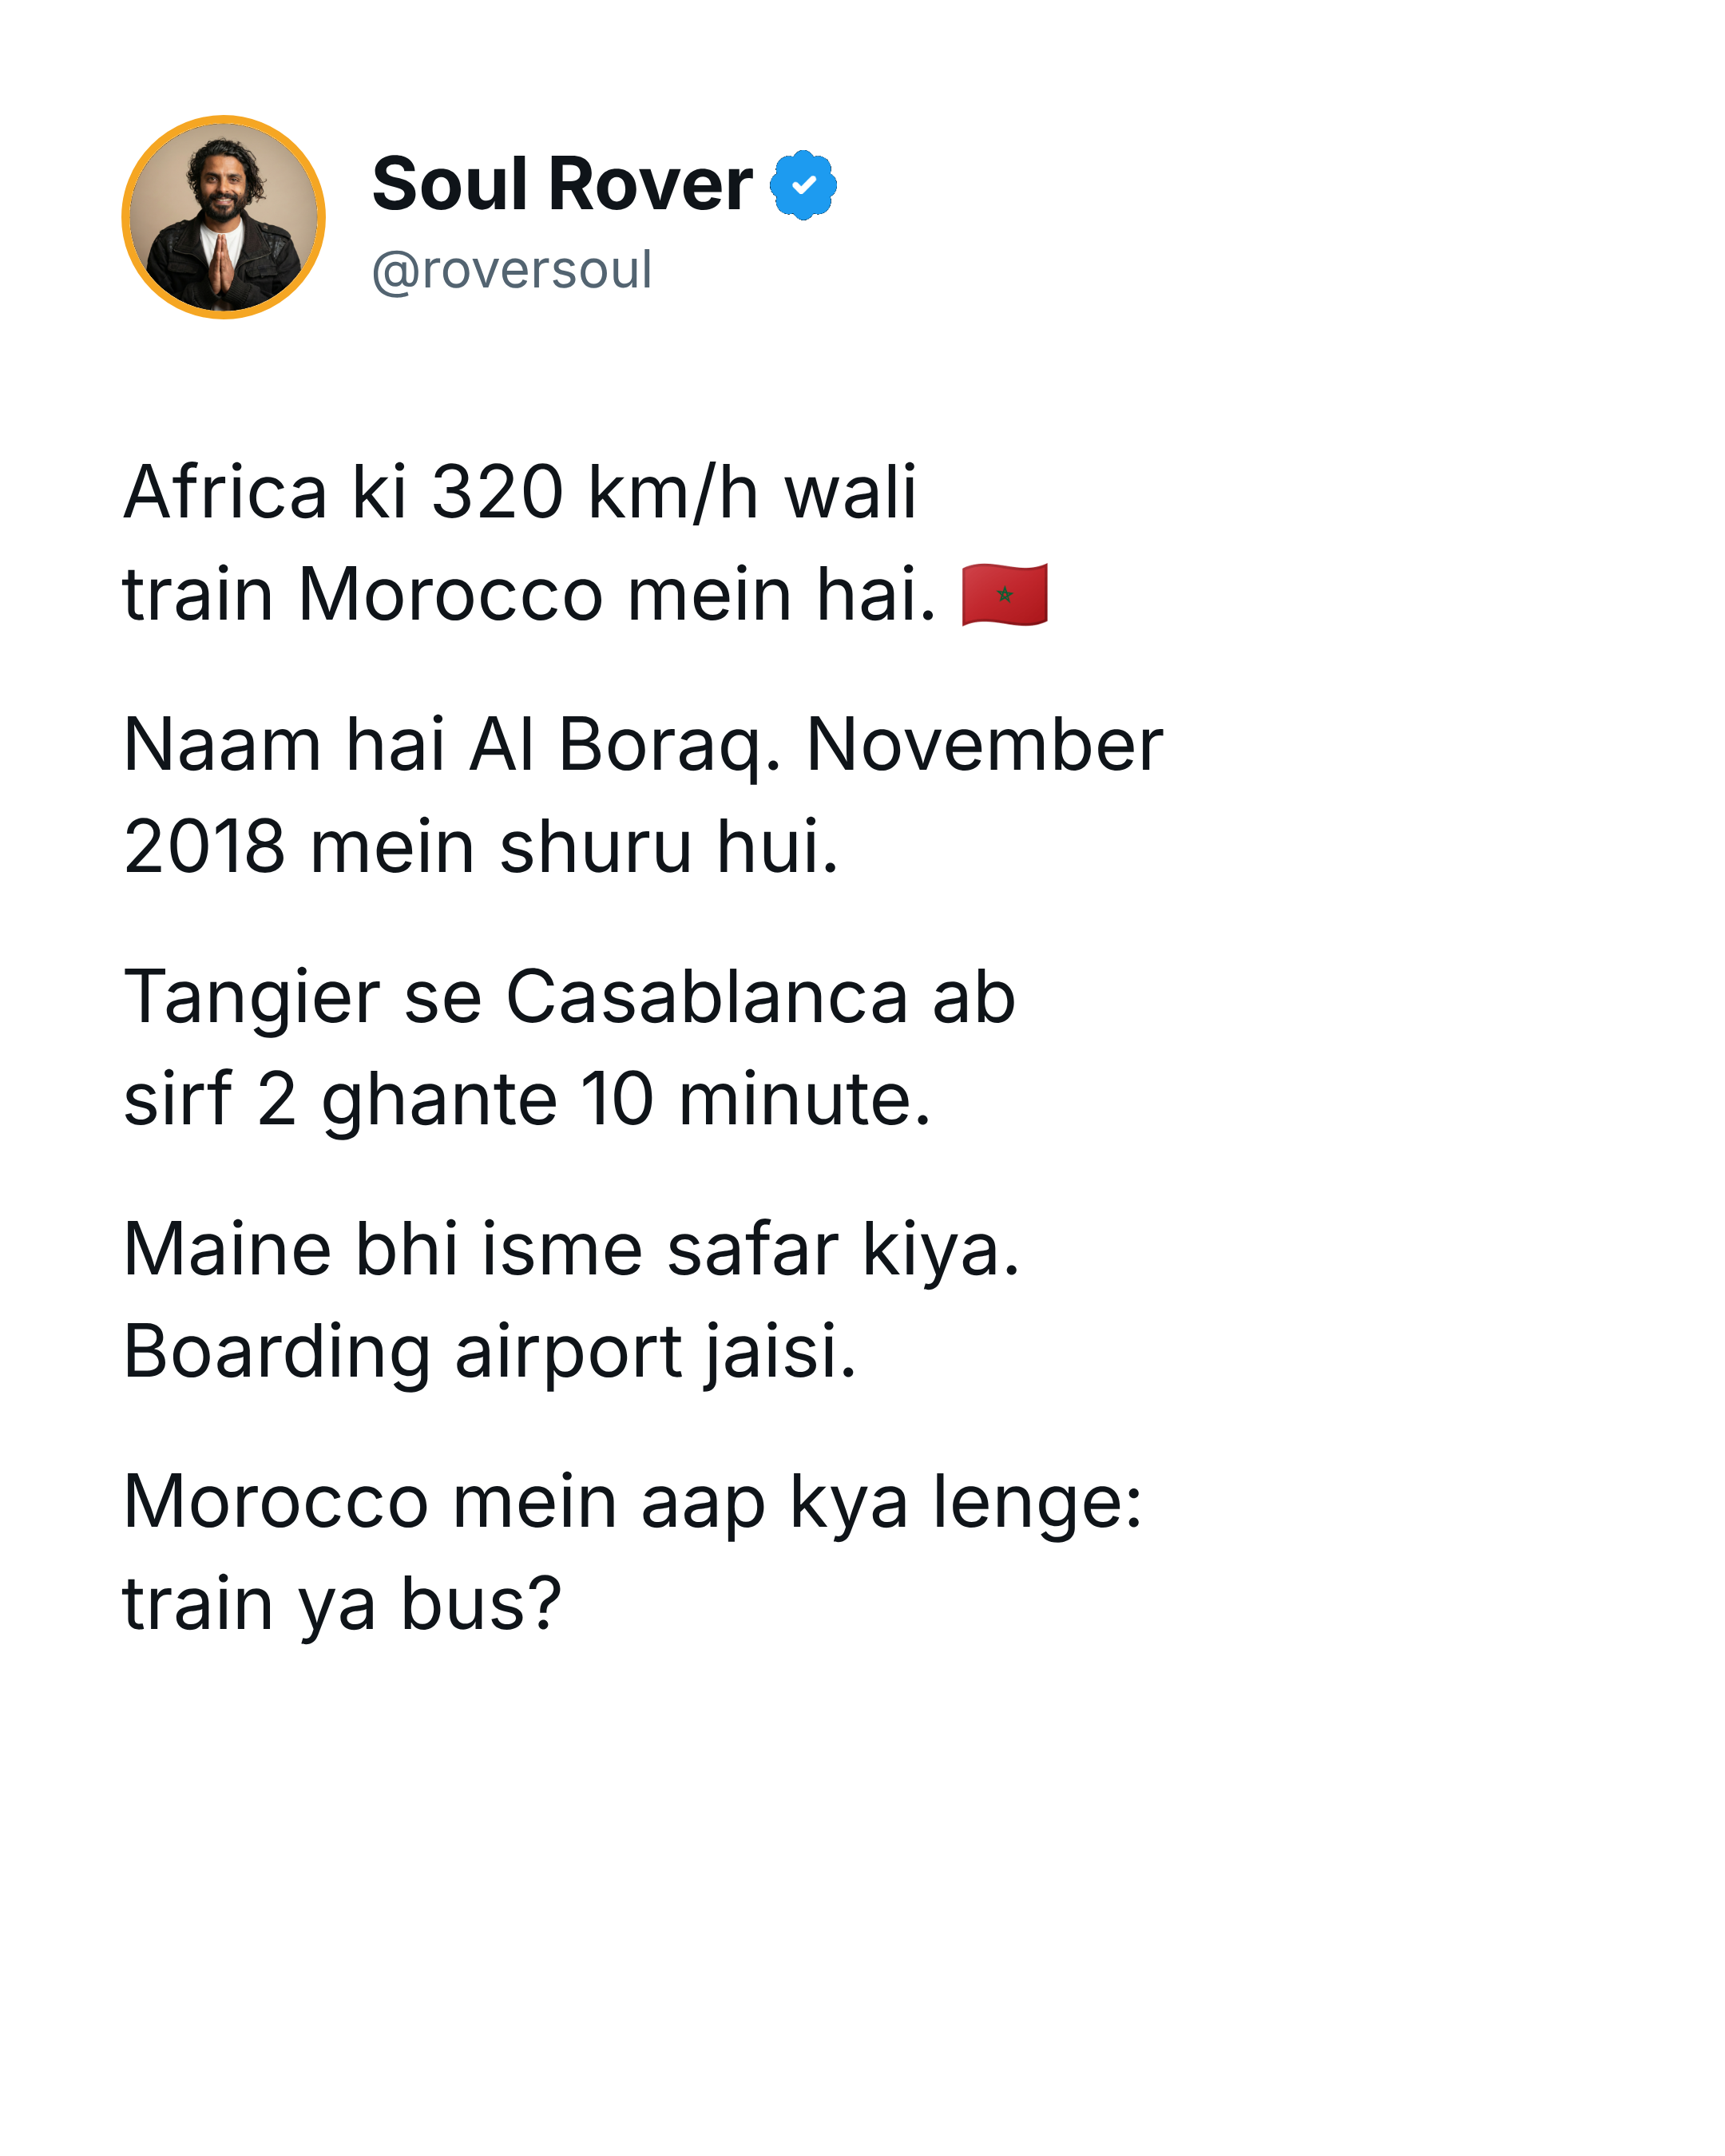 Soul Rover
@roversoul
Africa ki 320 km/h wali
train Morocco mein hai. 🇲🇦
Naam hai Al Boraq. November
2018 mein shuru hui.
Tangier se Casablanca ab
sirf 2 ghante 10 minute.
Maine bhi isme safar kiya.
Boarding airport jaisi.
Morocco mein aap kya lenge:
train ya bus?